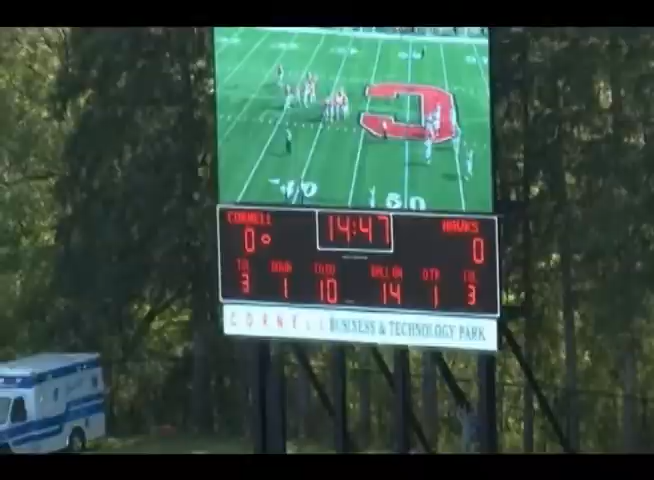 C
40
50
CORNELL 14:47 HAWKS
0 0
TOL DOWN TO GO BALL ON QTR TOL
3 1 10 14 1 3
CORNELL BUSINESS & TECHNOLOGY PARK